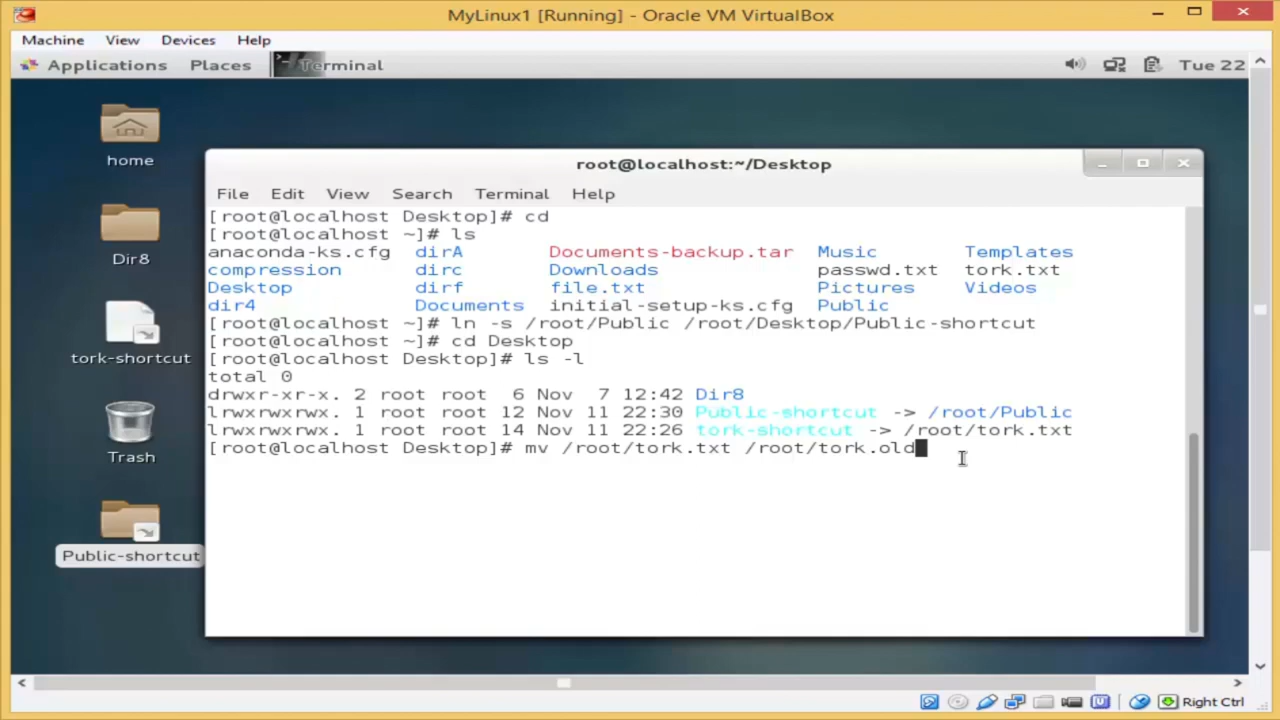 MyLinux1 [Running] - Oracle VM VirtualBox
Machine View Devices Help
Applications Places Terminal Tue 22
home
Dir8
tork-shortcut
Trash
Public-shortcut
root@localhost:~/Desktop
File Edit View Search Terminal Help
[root@localhost Desktop]# cd
[root@localhost ~]# ls
anaconda-ks.cfg dirA Documents-backup.tar Music Templates
compression dirc Downloads passwd.txt tork.txt
Desktop dirf file.txt Pictures Videos
dir4 Documents initial-setup-ks.cfg Public
[root@localhost ~]# ln -s /root/Public /root/Desktop/Public-shortcut
[root@localhost ~]# cd Desktop
[root@localhost Desktop]# ls -l
total 0
drwxr-xr-x. 2 root root 6 Nov 7 12:42 Dir8
lrwxrwxrwx. 1 root root 12 Nov 11 22:30 Public-shortcut -> /root/Public
lrwxrwxrwx. 1 root root 14 Nov 11 22:26 tork-shortcut -> /root/tork.txt
[root@localhost Desktop]# mv /root/tork.txt /root/tork.old
Right Ctrl